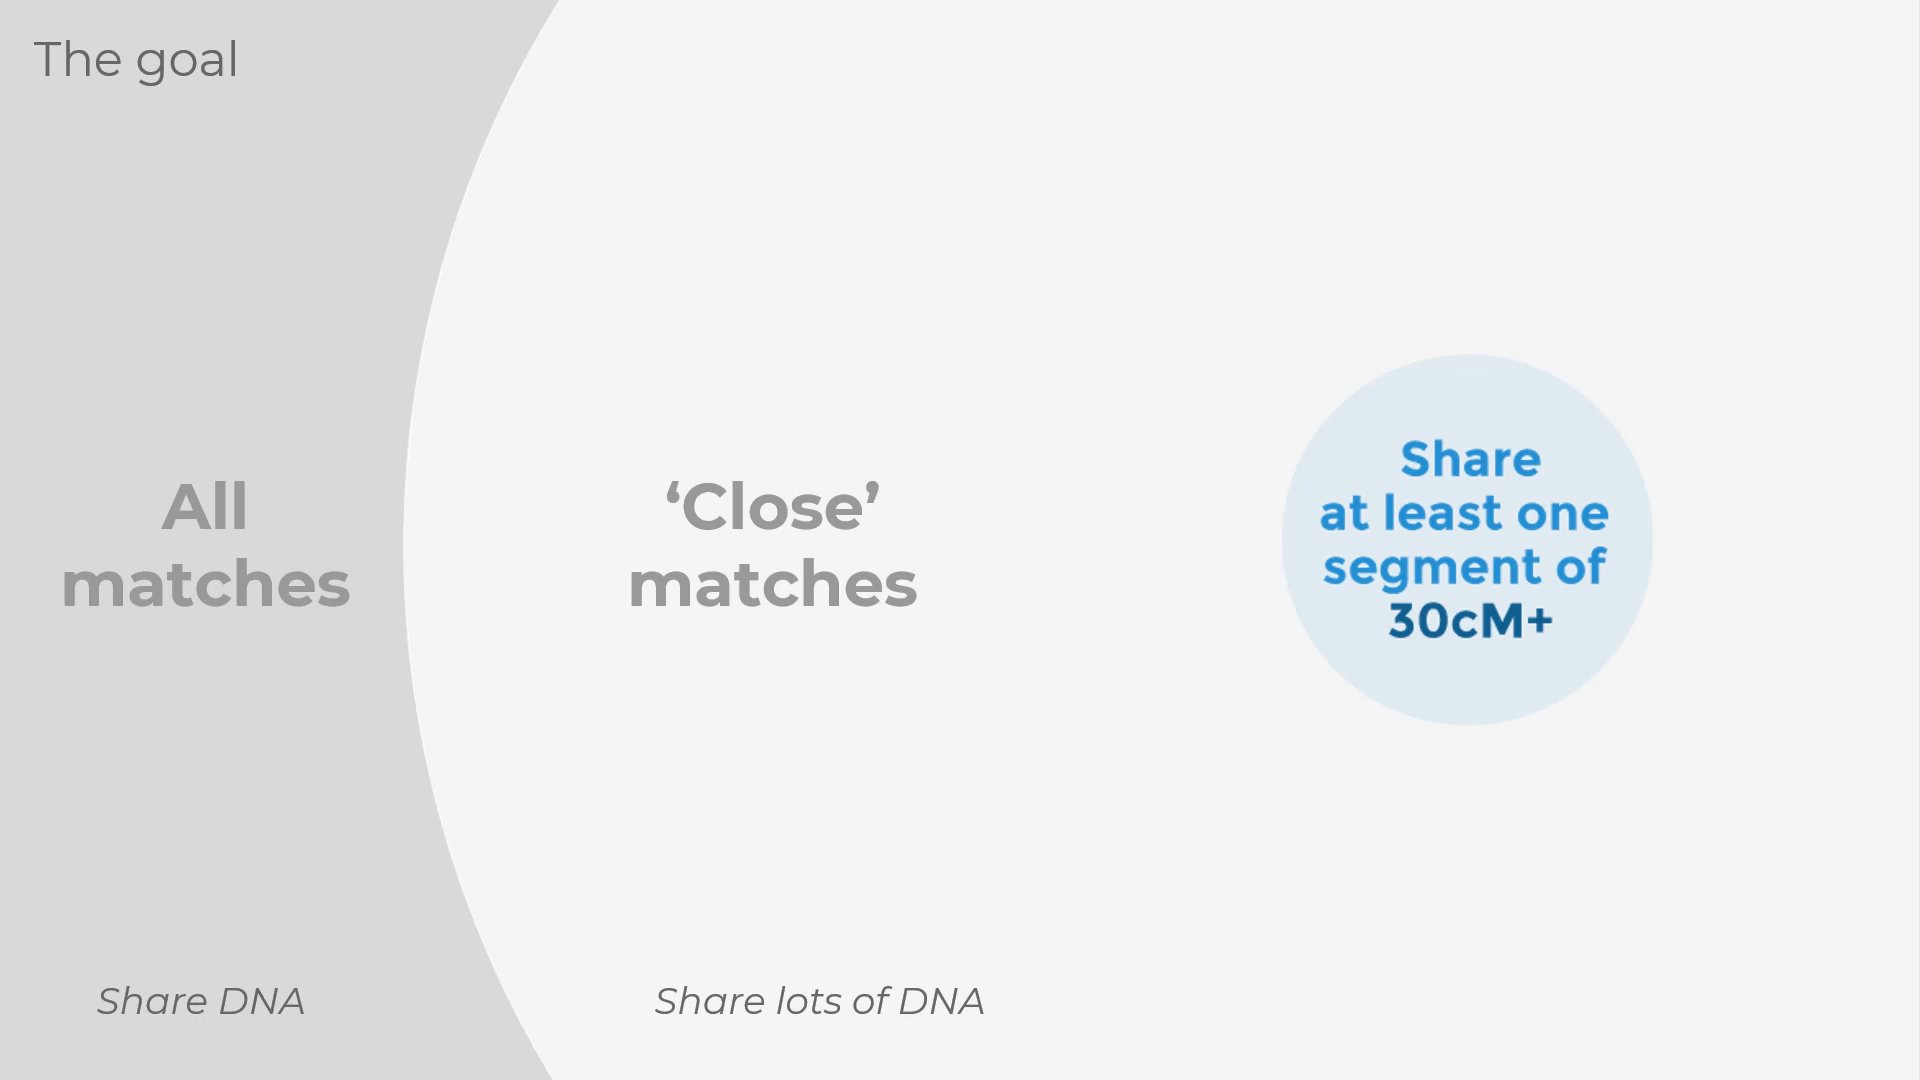 The goal
All
matches
‘Close’
matches
Share
at least one
segment of
30cM+
Share DNA
Share lots of DNA